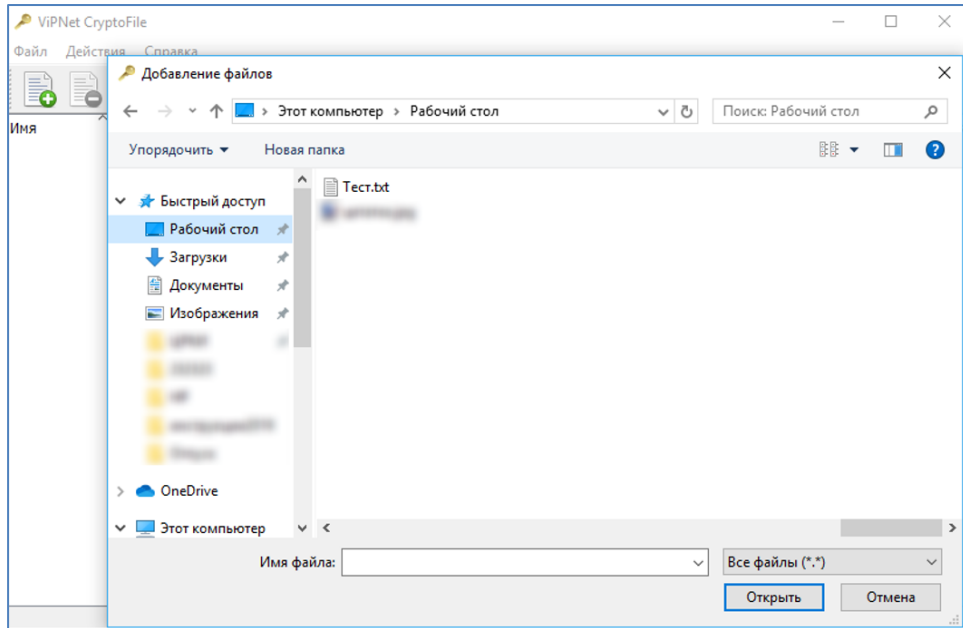 ViPNet CryptoFile
Файл Действия Справка
Добавление файлов
Этот компьютер > Рабочий стол
Поиск: Рабочий стол
Имя
Упорядочить Новая папка
Тест.txt
Быстрый доступ
Рабочий стол
Загрузки
Документы
Изображения
OneDrive
Этот компьютер
Имя файла:
Все файлы (*.*)
Открыть Отмена